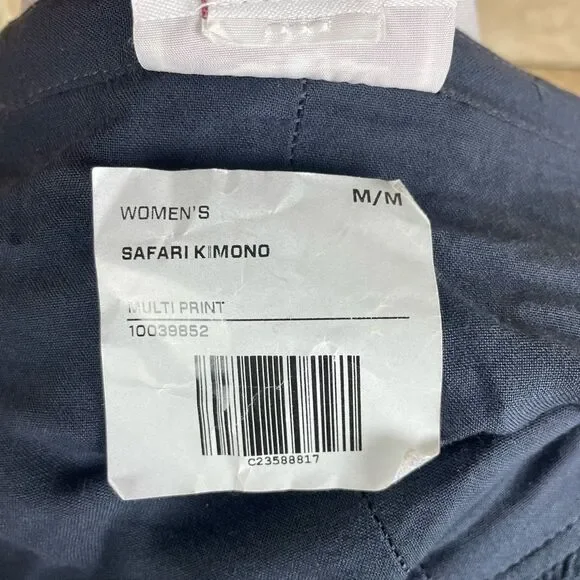 WOMEN'S M/M
SAFARI KIMONO
MULTI PRINT
10039852
C23588817